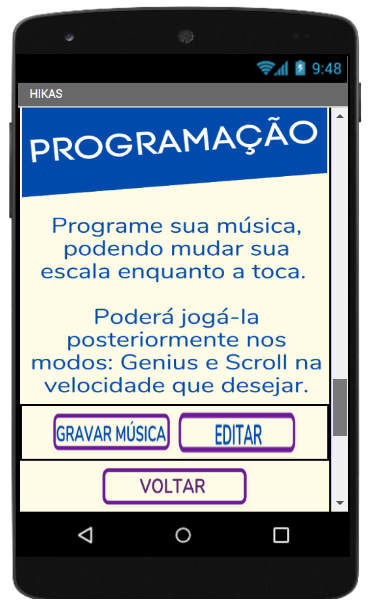 9:48
HIKAS
PROGRAMAÇÃO
Programe sua música,
podendo mudar sua
escala enquanto a toca.
Poderá jogá-la
posteriormente nos
modos: Genius e Scroll na
velocidade que desejar.
GRAVAR MÚSICA
EDITAR
VOLTAR